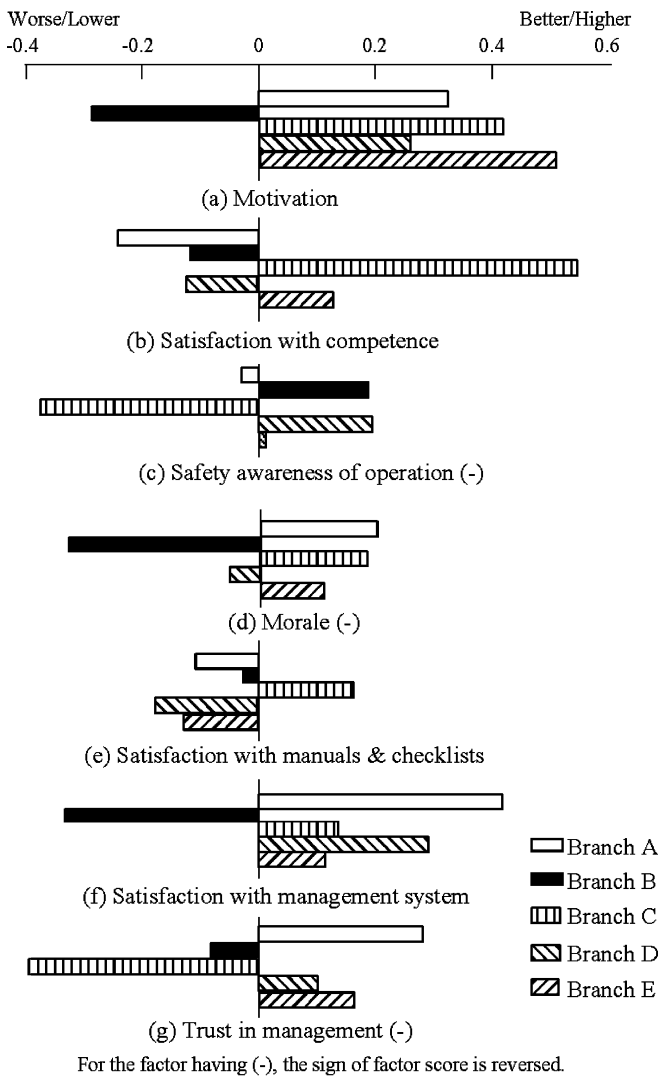 Worse/Lower Better/Higher
-0.4 -0.2 0 0.2 0.4 0.6
(a) Motivation
(b) Satisfaction with competence
(c) Safety awareness of operation (-)
(d) Morale (-)
(e) Satisfaction with manuals & checklists
(f) Satisfaction with management system
(g) Trust in management (-)
Branch A
Branch B
Branch C
Branch D
Branch E
For the factor having (-), the sign of factor score is reversed.